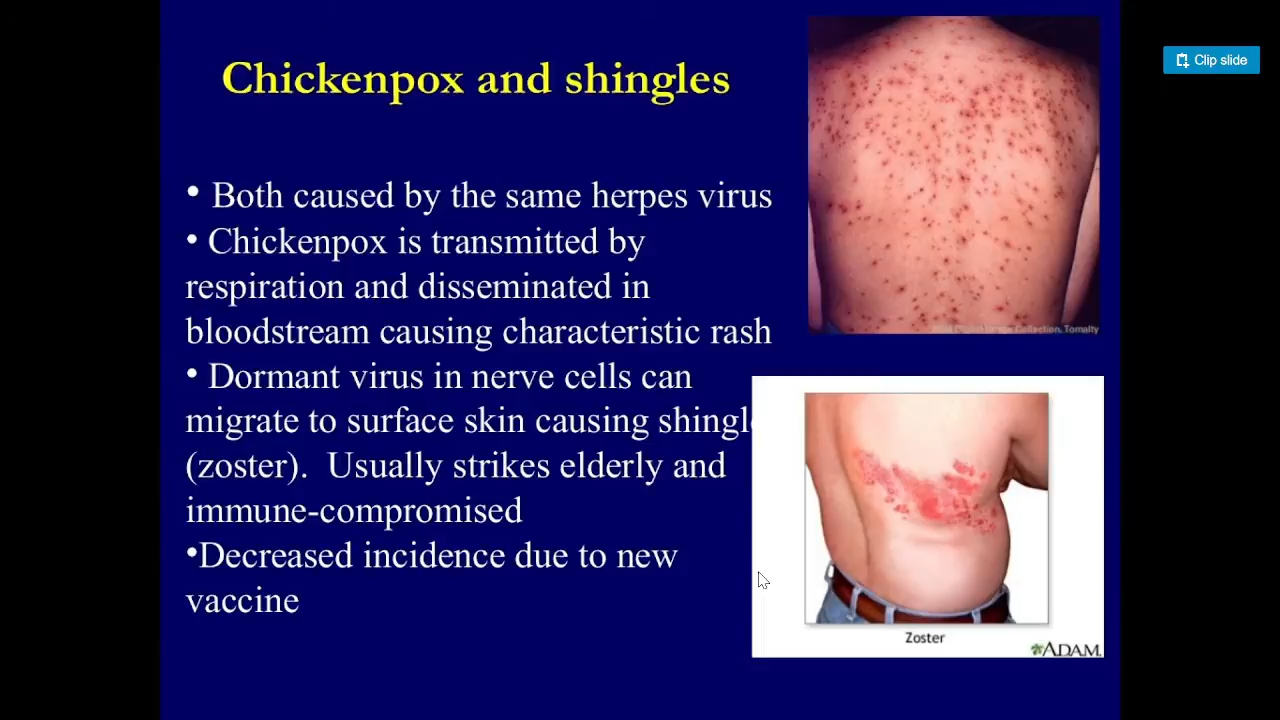 Clip slide
Chickenpox and shingles
• Both caused by the same herpes virus
• Chickenpox is transmitted by
respiration and disseminated in
bloodstream causing characteristic rash
• Dormant virus in nerve cells can
migrate to surface skin causing shingl
(zoster). Usually strikes elderly and
immune-compromised
•Decreased incidence due to new
vaccine
Collection, Tomalty
Zoster
ADAM.